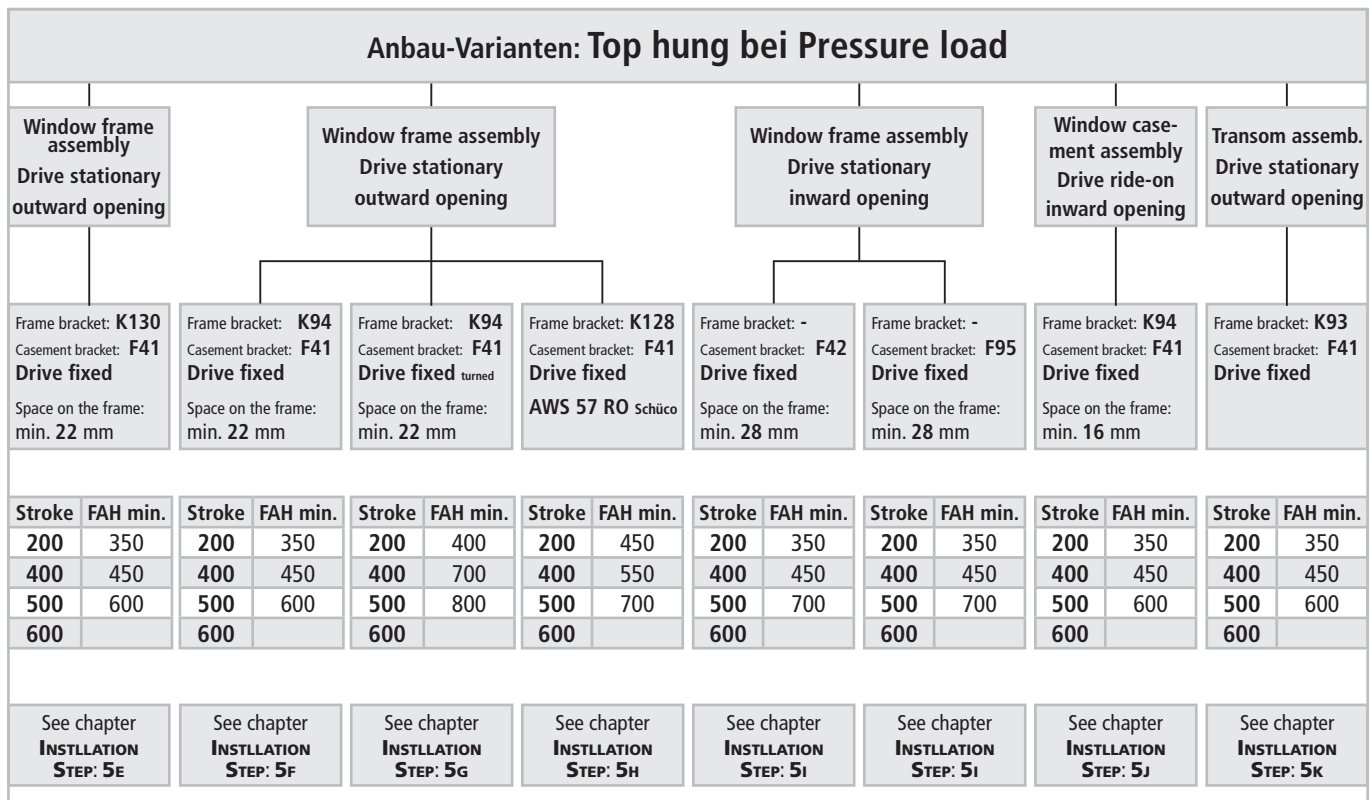 Anbau-Varianten: Top hung bei Pressure load
Window frame
assembly
Drive stationary
outward opening
Window frame assembly
Drive stationary
outward opening
Window frame assembly
Drive stationary
inward opening
Window case-
ment assembly
Drive ride-on
inward opening
Transom assemb.
Drive stationary
outward opening
Frame bracket: K130
Casement bracket: F41
Drive fixed
Space on the frame:
min. 22 mm
Frame bracket: K94
Casement bracket: F41
Drive fixed
Space on the frame:
min. 22 mm
Frame bracket: K94
Casement bracket: F41
Drive fixed turned
Space on the frame:
min. 22 mm
Frame bracket: K128
Casement bracket: F41
Drive fixed
AWS 57 RO Schüco
Frame bracket: -
Casement bracket: F42
Drive fixed
Space on the frame:
min. 28 mm
Frame bracket: -
Casement bracket: F95
Drive fixed
Space on the frame:
min. 28 mm
Frame bracket: K94
Casement bracket: F41
Drive fixed
Space on the frame:
min. 16 mm
Frame bracket: K93
Casement bracket: F41
Drive fixed
Stroke FAH min. Stroke FAH min. Stroke FAH min. Stroke FAH min. Stroke FAH min. Stroke FAH min. Stroke FAH min. Stroke FAH min.
200 350 200 350 200 400 200 450 200 350 200 350 200 350 200 350
400 450 400 450 400 700 400 550 400 450 400 450 400 450 400 450
500 600 500 600 500 800 500 700 500 700 500 700 500 600 500 600
600 600 600 600 600 600 600 600
See chapter
INSTLLATION
STEP: 5E
See chapter
INSTLLATION
STEP: 5F
See chapter
INSTLLATION
STEP: 5G
See chapter
INSTLLATION
STEP: 5H
See chapter
INSTLLATION
STEP: 5I
See chapter
INSTLLATION
STEP: 5I
See chapter
INSTLLATION
STEP: 5J
See chapter
INSTLLATION
STEP: 5K